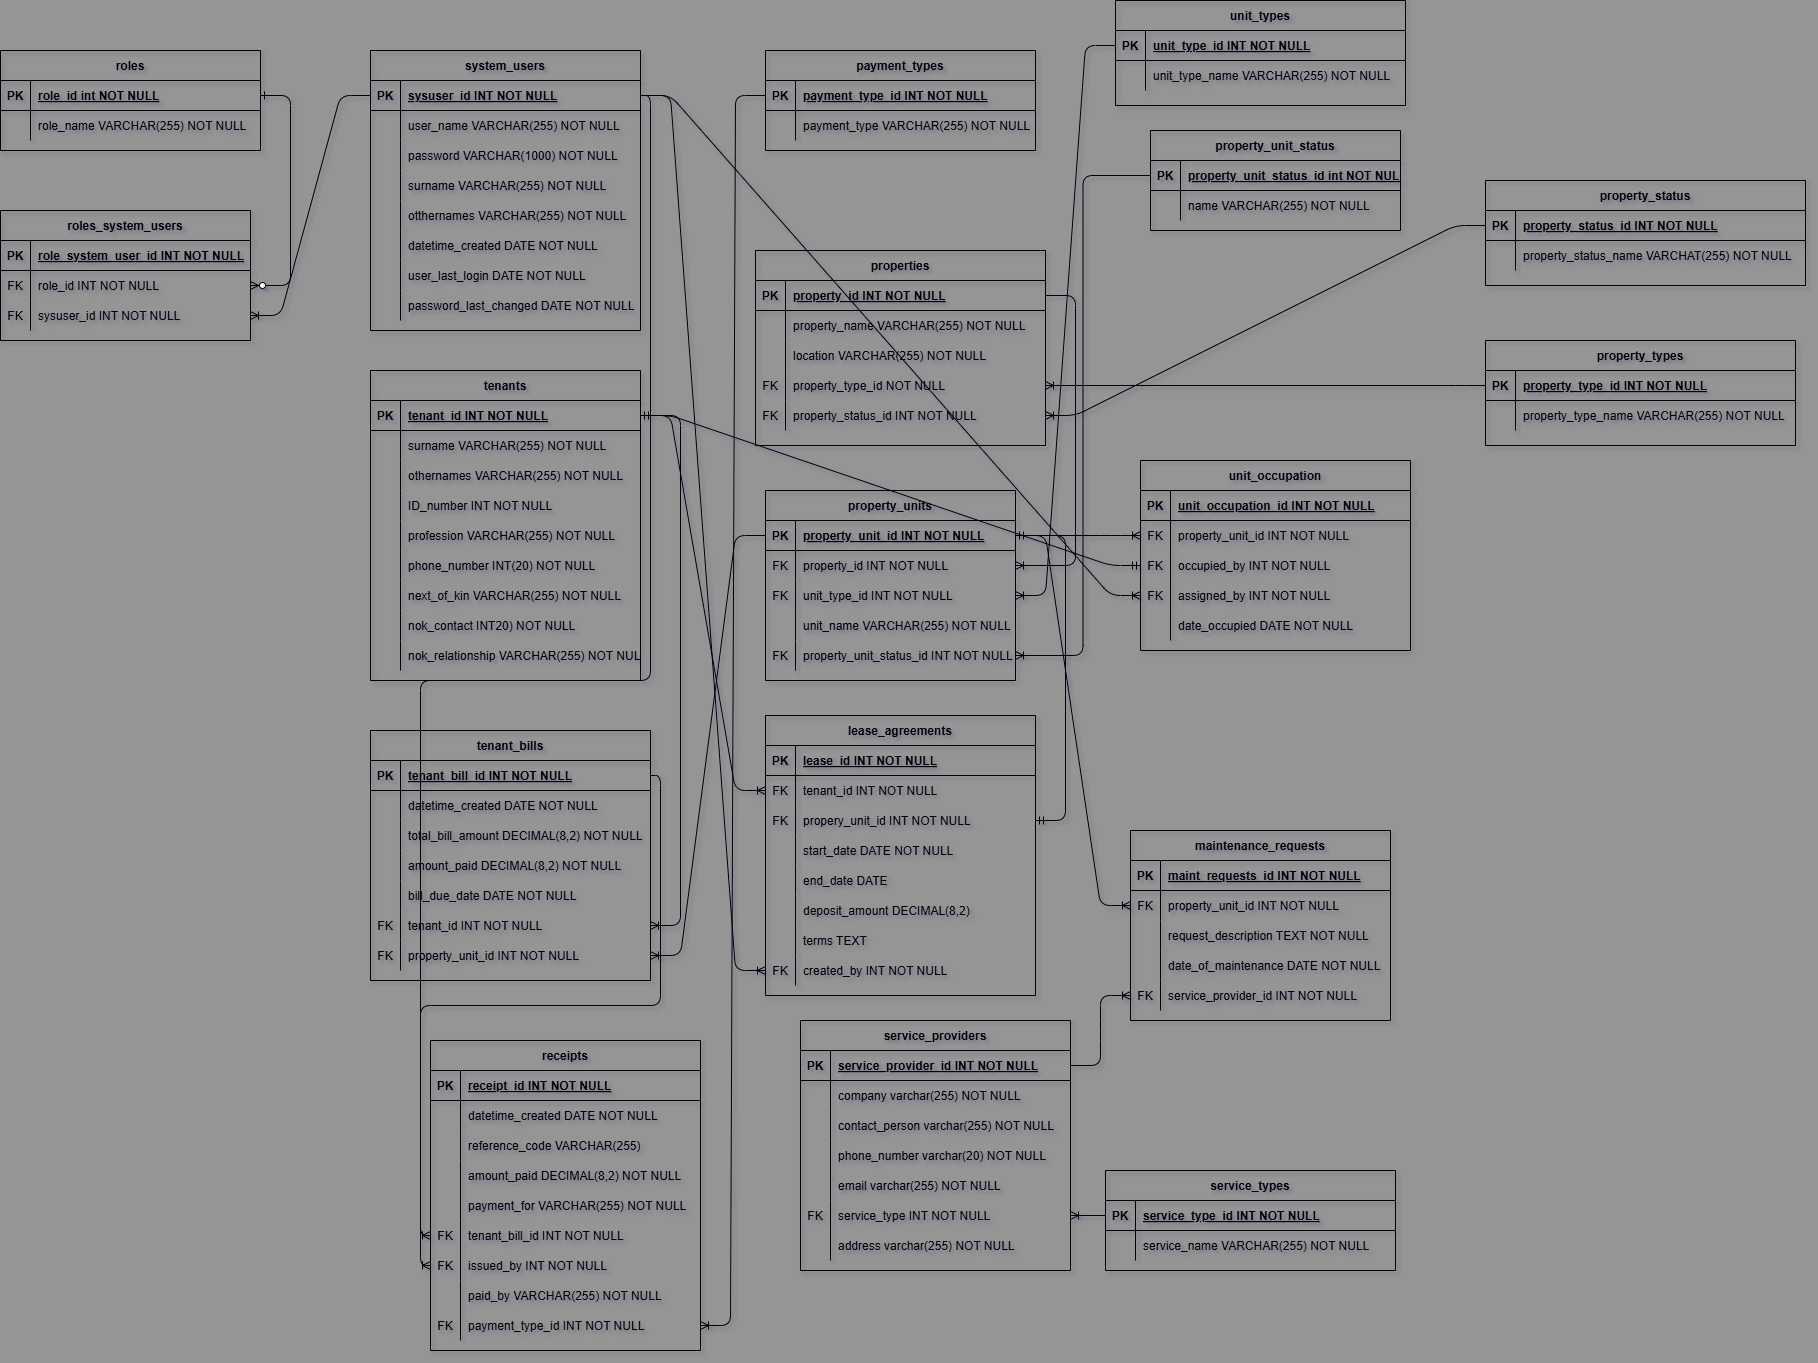 unit_types
PK unit_type_id INT NOT NULL
unit_type_name VARCHAR(255) NOT NULL
roles
PK role_id int NOT NULL
role_name VARCHAR(255) NOT NULL
system_users
PK sysuser_id INT NOT NULL
user_name VARCHAR(255) NOT NULL
password VARCHAR(1000) NOT NULL
surname VARCHAR(255) NOT NULL
otthernames VARCHAR(255) NOT NULL
datetime_created DATE NOT NULL
user_last_login DATE NOT NULL
password_last_changed DATE NOT NULL
payment_types
PK payment_type_id INT NOT NULL
payment_type VARCHAR(255) NOT NULL
property_unit_status
PK property_unit_status_id int NOT NUL
name VARCHAR(255) NOT NULL
property_status
PK property_status_id INT NOT NULL
property_status_name VARCHAT(255) NOT NULL
roles_system_users
PK role_system_user_id INT NOT NULL
FK role_id INT NOT NULL
FK sysuser_id INT NOT NULL
properties
PK property_id INT NOT NULL
property_name VARCHAR(255) NOT NULL
location VARCHAR(255) NOT NULL
FK property_type_id NOT NULL
FK property_status_id INT NOT NULL
property_types
PK property_type_id INT NOT NULL
property_type_name VARCHAR(255) NOT NULL
tenants
PK tenant_id INT NOT NULL
surname VARCHAR(255) NOT NULL
othernames VARCHAR(255) NOT NULL
ID_number INT NOT NULL
profession VARCHAR(255) NOT NULL
phone_number INT(20) NOT NULL
next_of_kin VARCHAR(255) NOT NULL
nok_contact INT20) NOT NULL
nok_relationship VARCHAR(255) NOT NUL
property_units
PK property_unit_id INT NOT NULL
FK property_id INT NOT NULL
FK unit_type_id INT NOT NULL
unit_name VARCHAR(255) NOT NULL
FK property_unit_status_id INT NOT NULL
unit_occupation
PK unit_occupation_id INT NOT NULL
FK property_unit_id INT NOT NULL
FK occupied_by INT NOT NULL
FK assigned_by INT NOT NULL
date_occupied DATE NOT NULL
tenant_bills
PK tenant_bill_id INT NOT NULL
datetime_created DATE NOT NULL
total_bill_amount DECIMAL(8,2) NOT NULL
amount_paid DECIMAL(8,2) NOT NULL
bill_due_date DATE NOT NULL
FK tenant_id INT NOT NULL
FK property_unit_id INT NOT NULL
lease_agreements
PK lease_id INT NOT NULL
FK tenant_id INT NOT NULL
FK propery_unit_id INT NOT NULL
start_date DATE NOT NULL
end_date DATE
deposit_amount DECIMAL(8,2)
terms TEXT
FK created_by INT NOT NULL
maintenance_requests
PK maint_requests_id INT NOT NULL
FK property_unit_id INT NOT NULL
request_description TEXT NOT NULL
date_of_maintenance DATE NOT NULL
FK service_provider_id INT NOT NULL
receipts
PK receipt_id INT NOT NULL
datetime_created DATE NOT NULL
reference_code VARCHAR(255)
amount_paid DECIMAL(8,2) NOT NULL
payment_for VARCHAR(255) NOT NULL
FK tenant_bill_id INT NOT NULL
FK issued_by INT NOT NULL
paid_by VARCHAR(255) NOT NULL
FK payment_type_id INT NOT NULL
service_providers
PK service_provider_id INT NOT NULL
company varchar(255) NOT NULL
contact_person varchar(255) NOT NULL
phone_number varchar(20) NOT NULL
email varchar(255) NOT NULL
FK service_type INT NOT NULL
address varchar(255) NOT NULL
service_types
PK service_type_id INT NOT NULL
service_name VARCHAR(255) NOT NULL